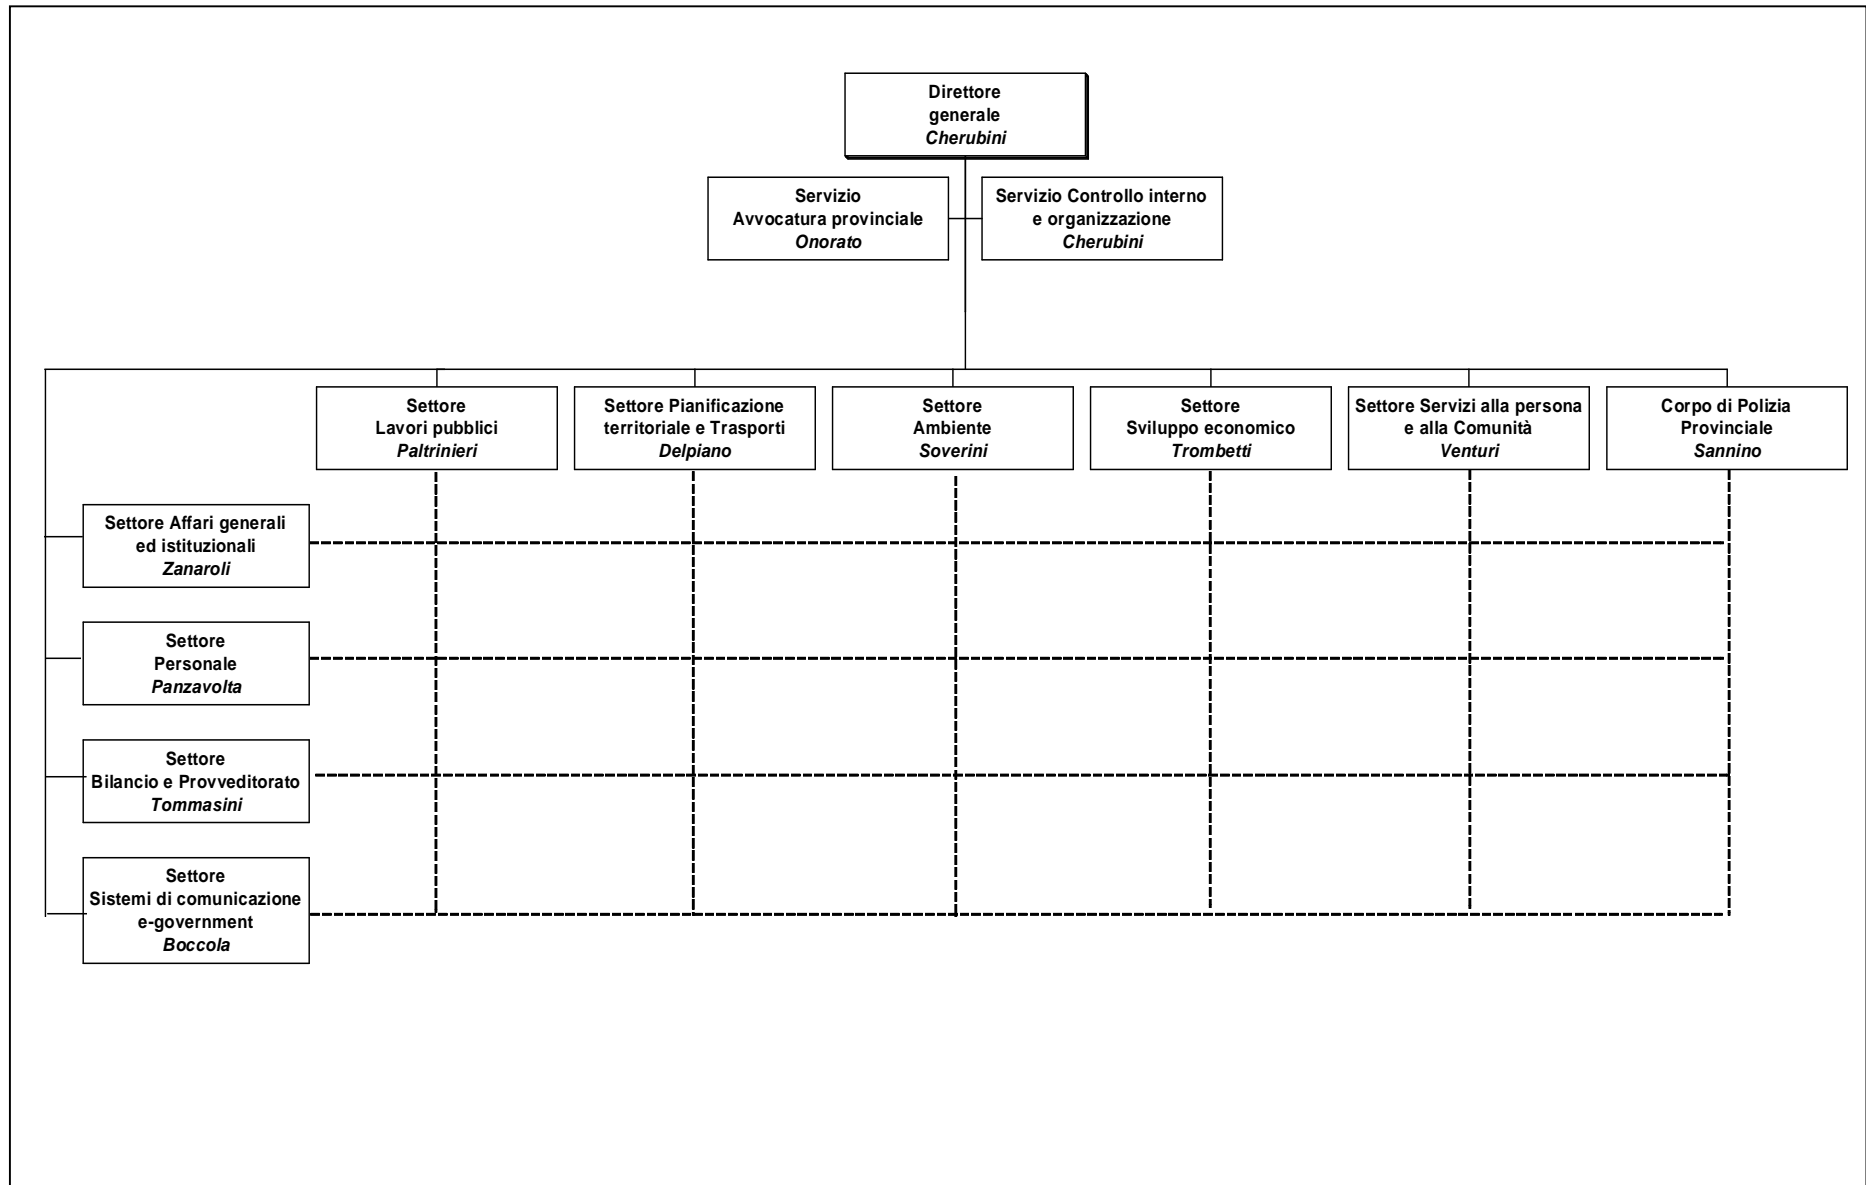 Direttore
generale
Cherubini
Servizio
Avvocatura provinciale
Onorato
Servizio Controllo interno
e organizzazione
Cherubini
Settore
Lavori pubblici
Paltrinieri
Settore Pianificazione
territoriale e Trasporti
Delpiano
Settore
Ambiente
Soverini
Settore
Sviluppo economico
Trombetti
Settore Servizi alla persona
e alla Comunità
Venturi
Corpo di Polizia
Provinciale
Sannino
Settore Affari generali
ed istituzionali
Zanaroli
Settore
Personale
Panzavolta
Settore
Bilancio e Provveditorato
Tommasini
Settore
Sistemi di comunicazione
e-government
Boccola